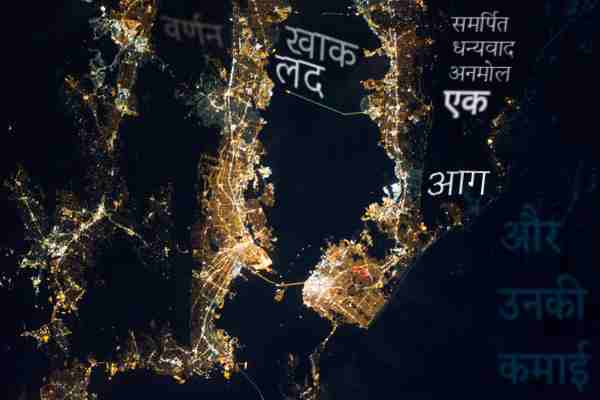 वर्णन
खाक
लद
समर्पित
धन्यवाद
अनमोल
एक
आग
और
उनकी
कमाई